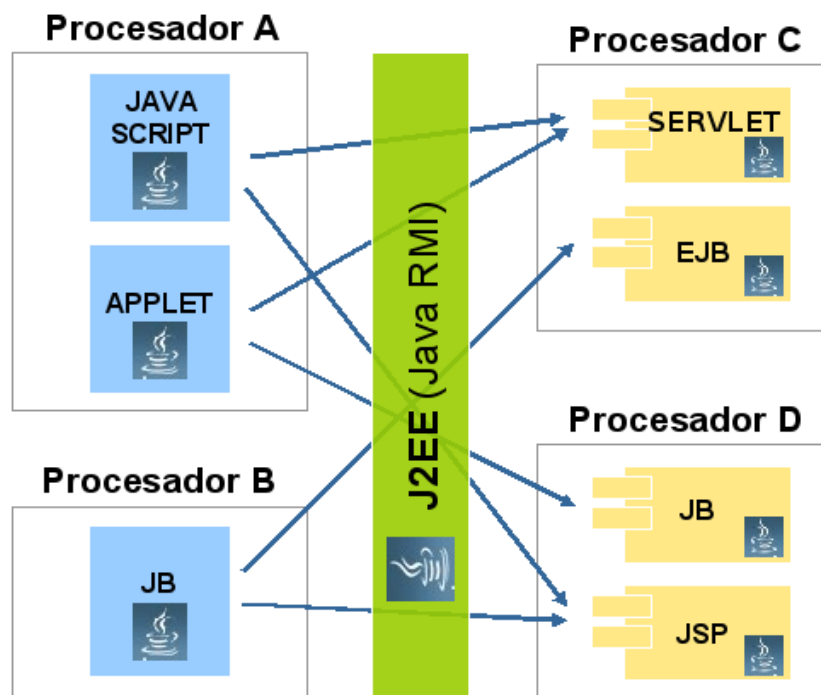 Procesador A
JAVA
SCRIPT
APPLET
Procesador B
JB
J2EE (Java RMI)
Procesador C
SERVLET
EJB
Procesador D
JB
JSP